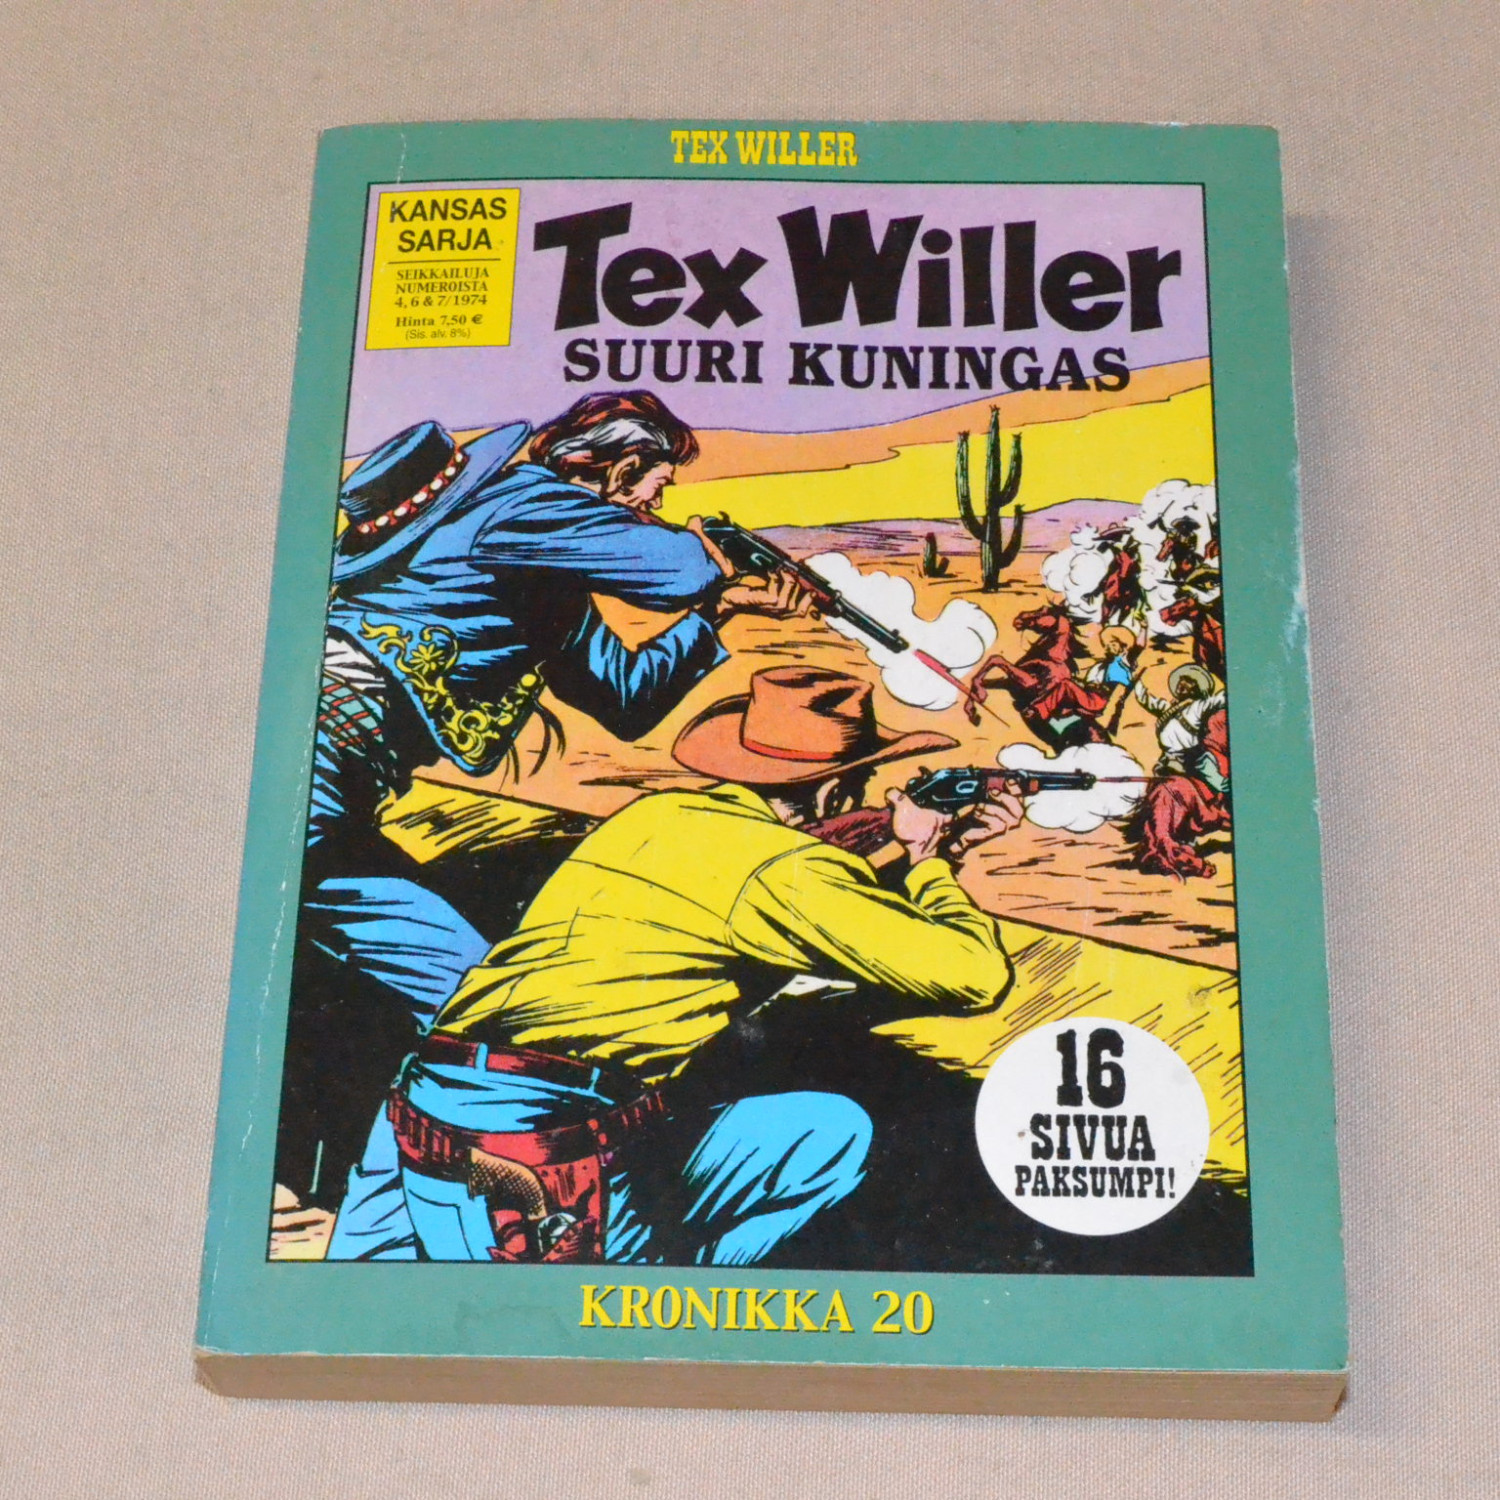 TEX WILLER
KANSAS
SARJA
SEIKKAILUJA
NUMEROISTA
4, 6 & 7/1974
Hinta 7,50 €
(Sis. alv. 8%)
Tex Willer
SUURI KUNINGAS
16
SIVUA
PAKSUMPI!
KRONIKKA 20